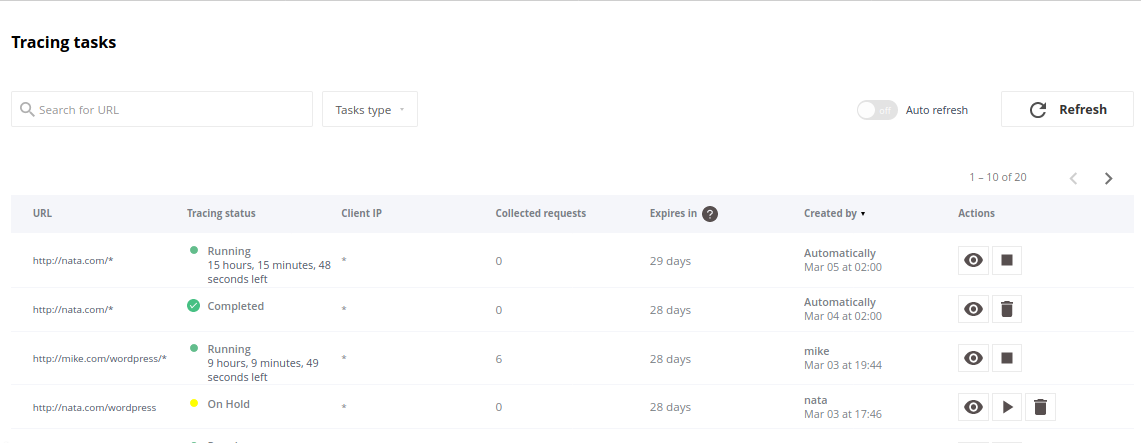 Tracing tasks
Search for URL
Tasks type
off
Auto refresh
Refresh
1 – 10 of 20
URL Tracing status Client IP Collected requests Expires in ? Created by Actions
http://nata.com/* Running 15 hours, 15 minutes, 48 seconds left * 0 29 days Automatically Mar 05 at 02:00
http://nata.com/* Completed * 0 28 days Automatically Mar 04 at 02:00
http://mike.com/wordpress/* Running 9 hours, 9 minutes, 49 seconds left * 6 28 days mike Mar 03 at 19:44
http://nata.com/wordpress On Hold * 0 28 days nata Mar 03 at 17:46